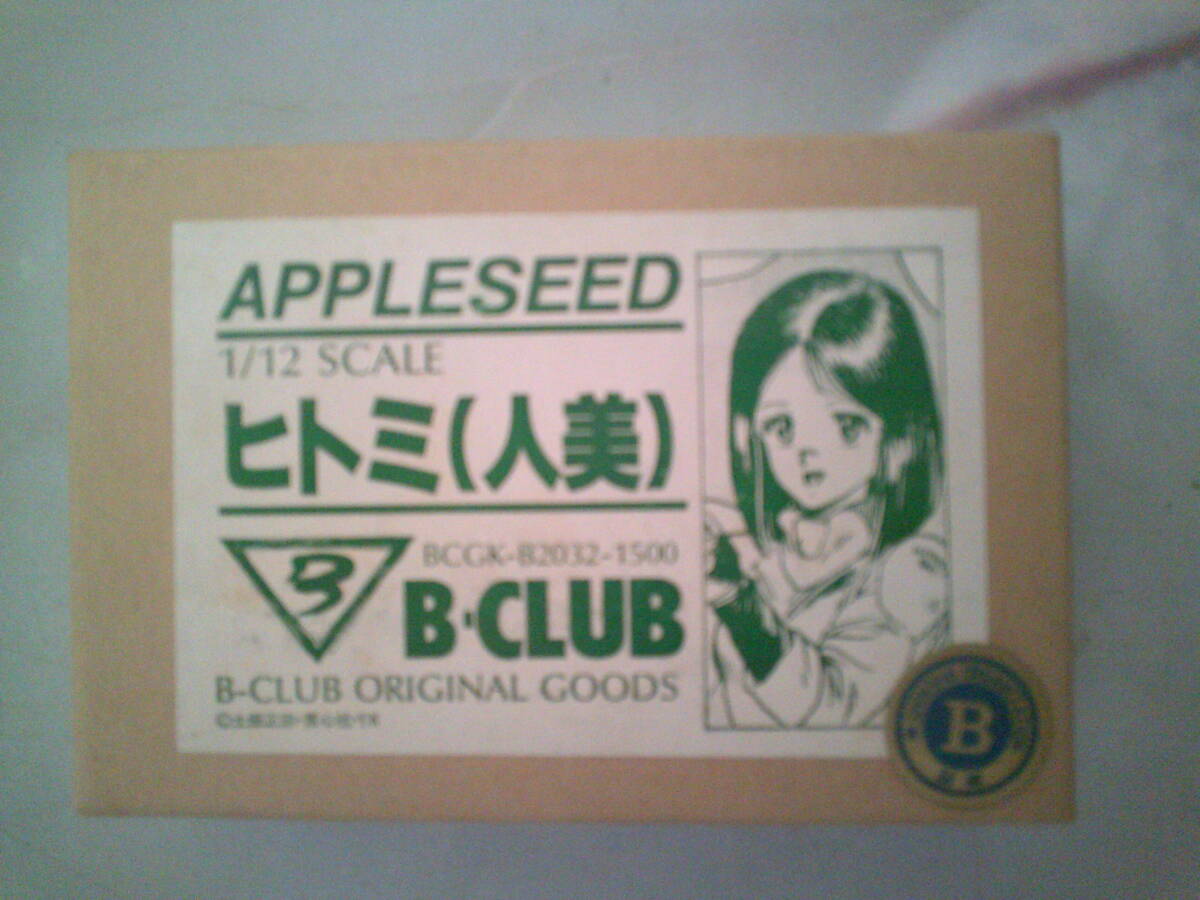 APPLESEED
1/12 SCALE
ヒトミ(人美)
B
BCGK-B2032-1500
B-CLUB
B-CLUB ORIGINAL GOODS
B